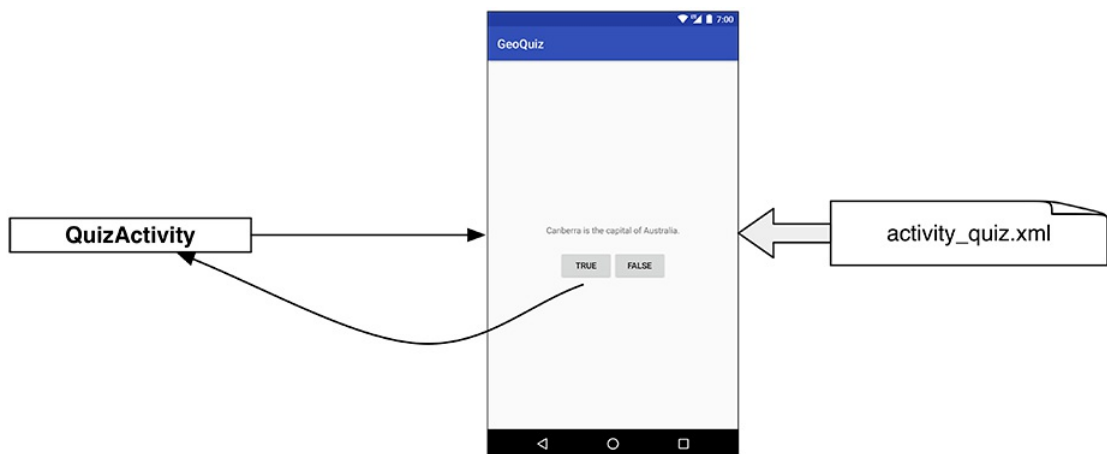 7:00
GeoQuiz
QuizActivity
Canberra is the capital of Australia.
TRUE FALSE
activity_quiz.xml